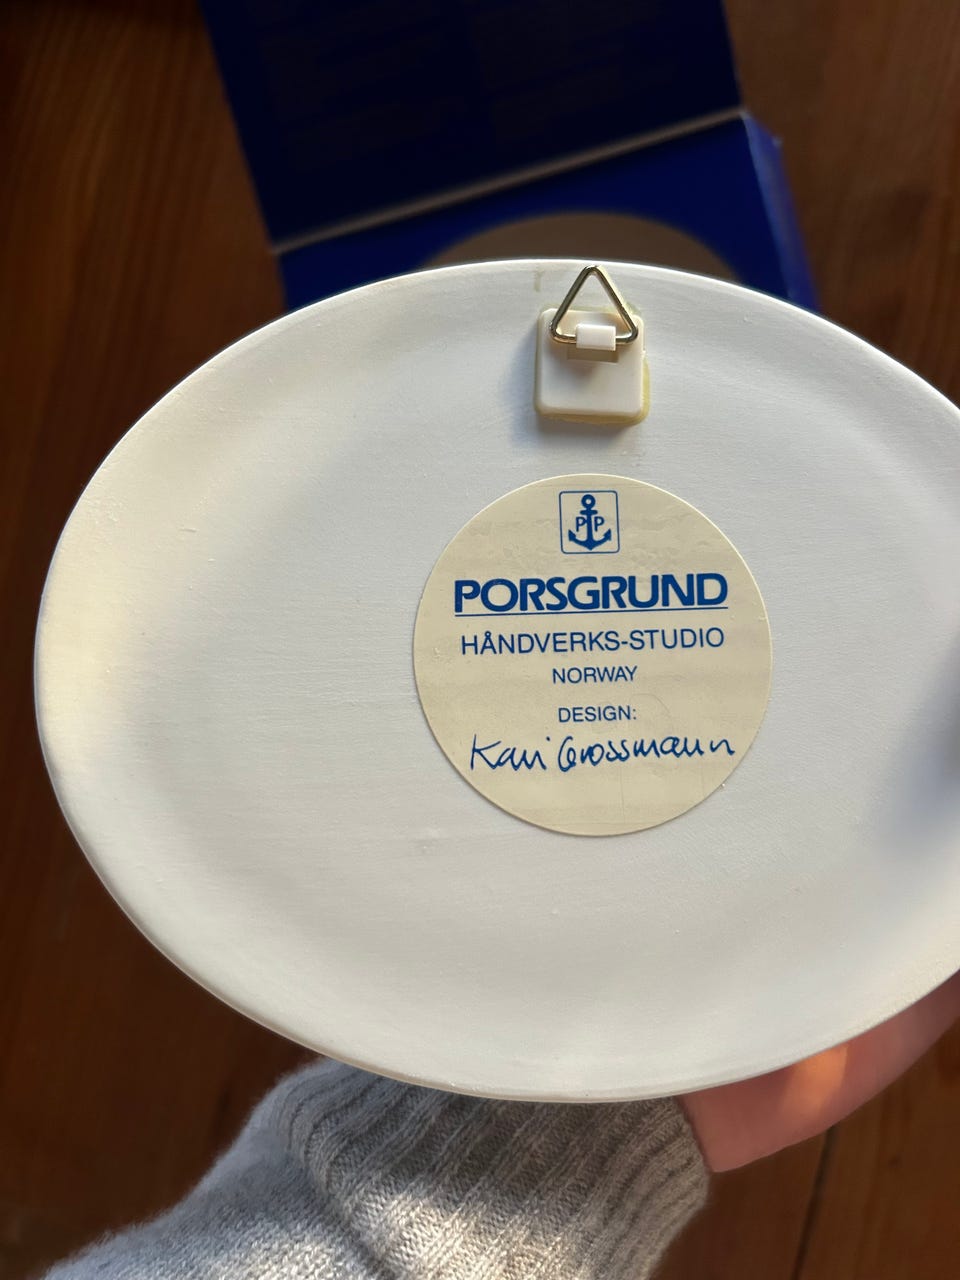 PP
PORSGRUND
HÅNDVERKS-STUDIO
NORWAY
DESIGN:
Kari Grossmann